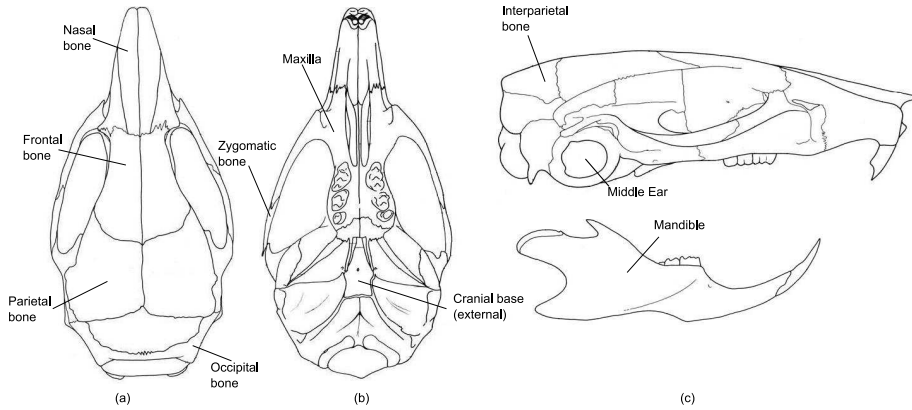 Nasal
bone
Frontal
bone
Parietal
bone
Occipital
bone
(a)
Maxilla
Zygomatic
bone
Cranial base
(external)
(b)
Interparietal
bone
Middle Ear
Mandible
(c)